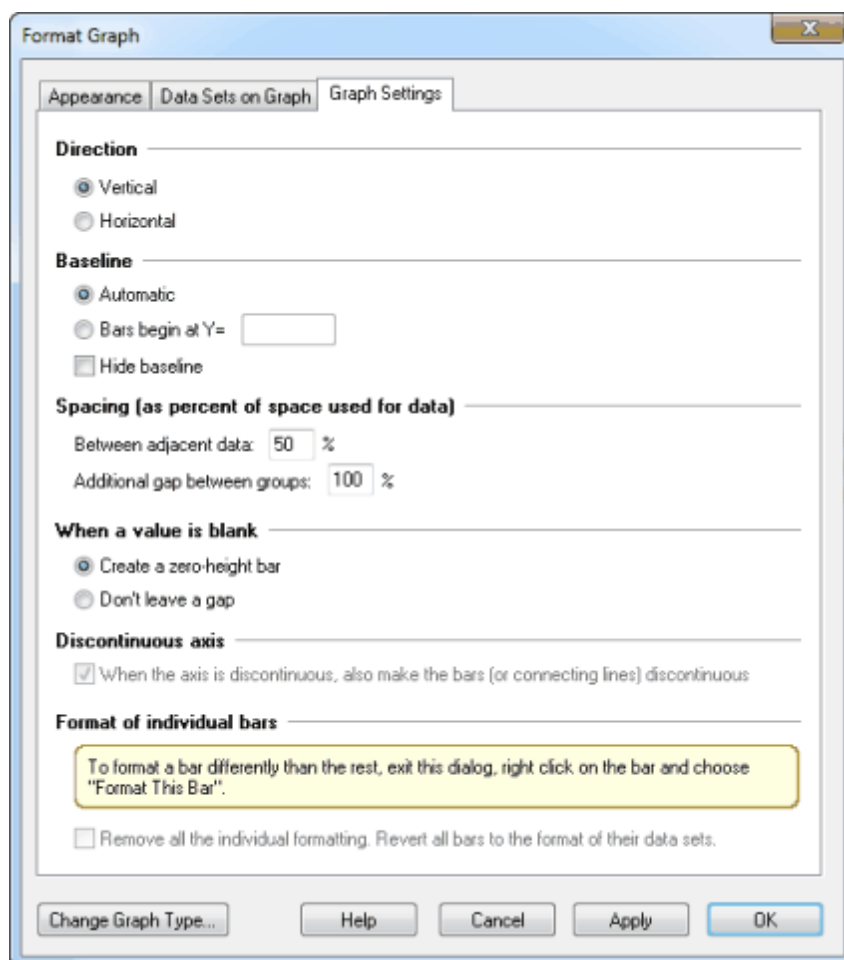 Format Graph
Appearance
Data Sets on Graph
Graph Settings
Direction
Vertical
Horizontal
Baseline
Automatic
Bars begin at Y=
Hide baseline
Spacing (as percent of space used for data)
Between adjacent data: 50 %
Additional gap between groups: 100 %
When a value is blank
Create a zero-height bar
Don't leave a gap
Discontinuous axis
When the axis is discontinuous, also make the bars (or connecting lines) discontinuous
Format of individual bars
To format a bar differently than the rest, exit this dialog, right click on the bar and choose
"Format This Bar".
Remove all the individual formatting. Revert all bars to the format of their data sets.
Change Graph Type...
Help
Cancel
Apply
OK